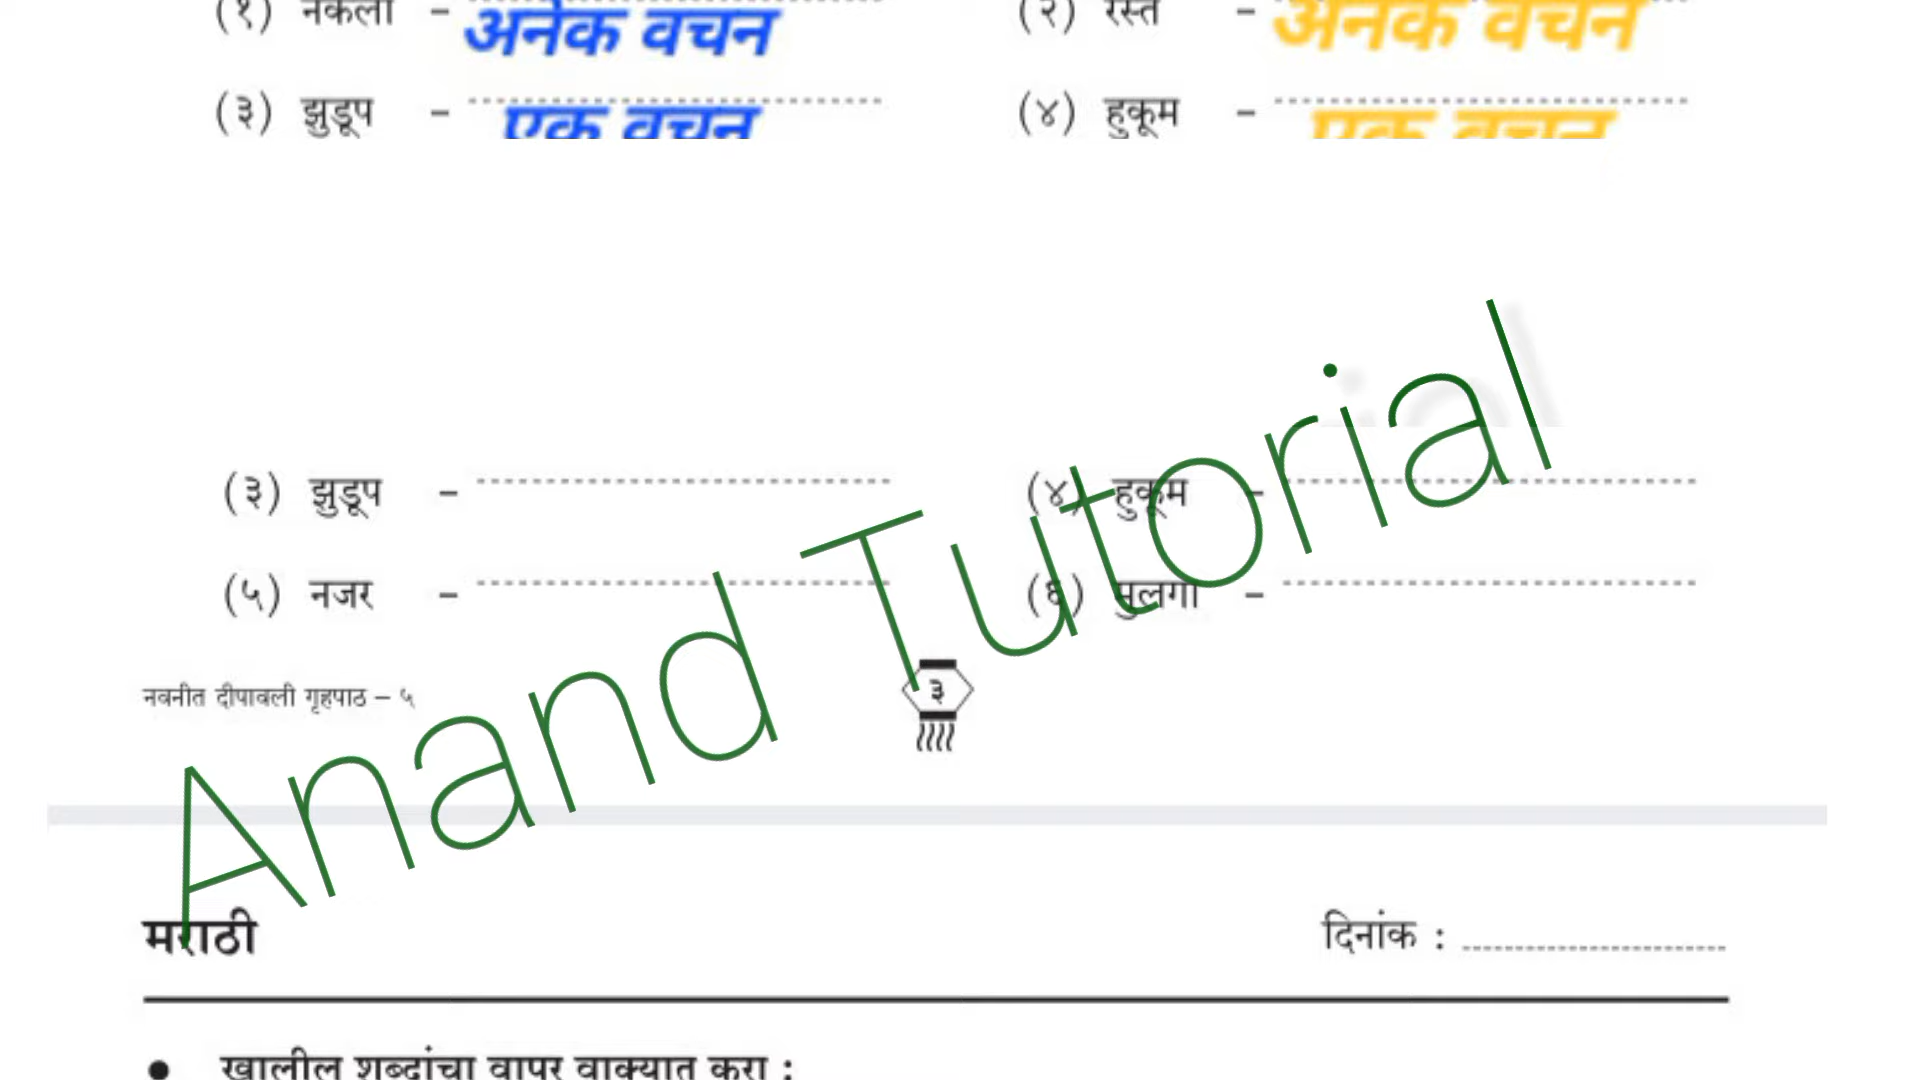 (१) नकला - अनेक वचन (२) रस्ते - अनेक वचन
(३) झुडूप - एक वचन (४) हुकूम - एक वचन
(३) झुडूप - (४) हुकूम -
(५) नजर - (६) मुलगा -
Anand Tutorial
नवनीत दीपावली गृहपाठ – ५ ३
मराठी दिनांक :
● खालील शब्दांचा वापर वाक्यात करा :